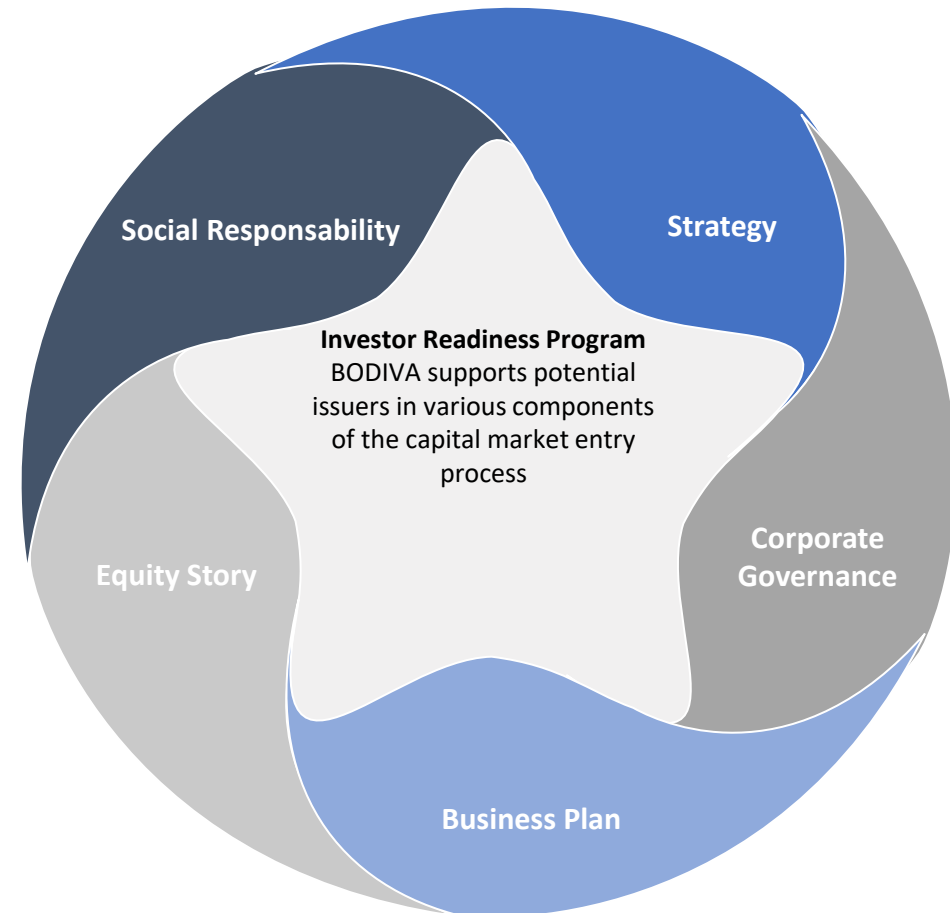 Social Responsability
Strategy
Investor Readiness Program
BODIVA supports potential
issuers in various components
of the capital market entry
process
Equity Story
Corporate
Governance
Business Plan